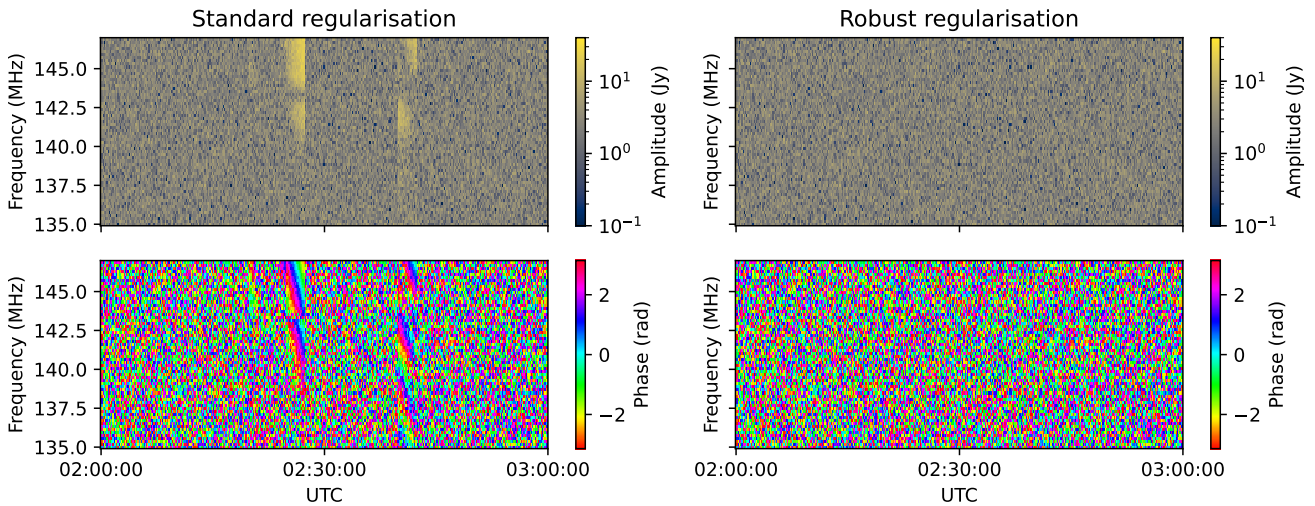 Standard regularisation
Robust regularisation
Frequency (MHz)
145.0
142.5
140.0
137.5
135.0
Amplitude (Jy)
10¹
10⁰
10⁻¹
Frequency (MHz)
Amplitude (Jy)
10¹
10⁰
10⁻¹
Frequency (MHz)
145.0
142.5
140.0
137.5
135.0
02:00:00
02:30:00
03:00:00
UTC
Phase (rad)
2
0
−2
Frequency (MHz)
02:00:00
02:30:00
03:00:00
UTC
Phase (rad)
2
0
−2